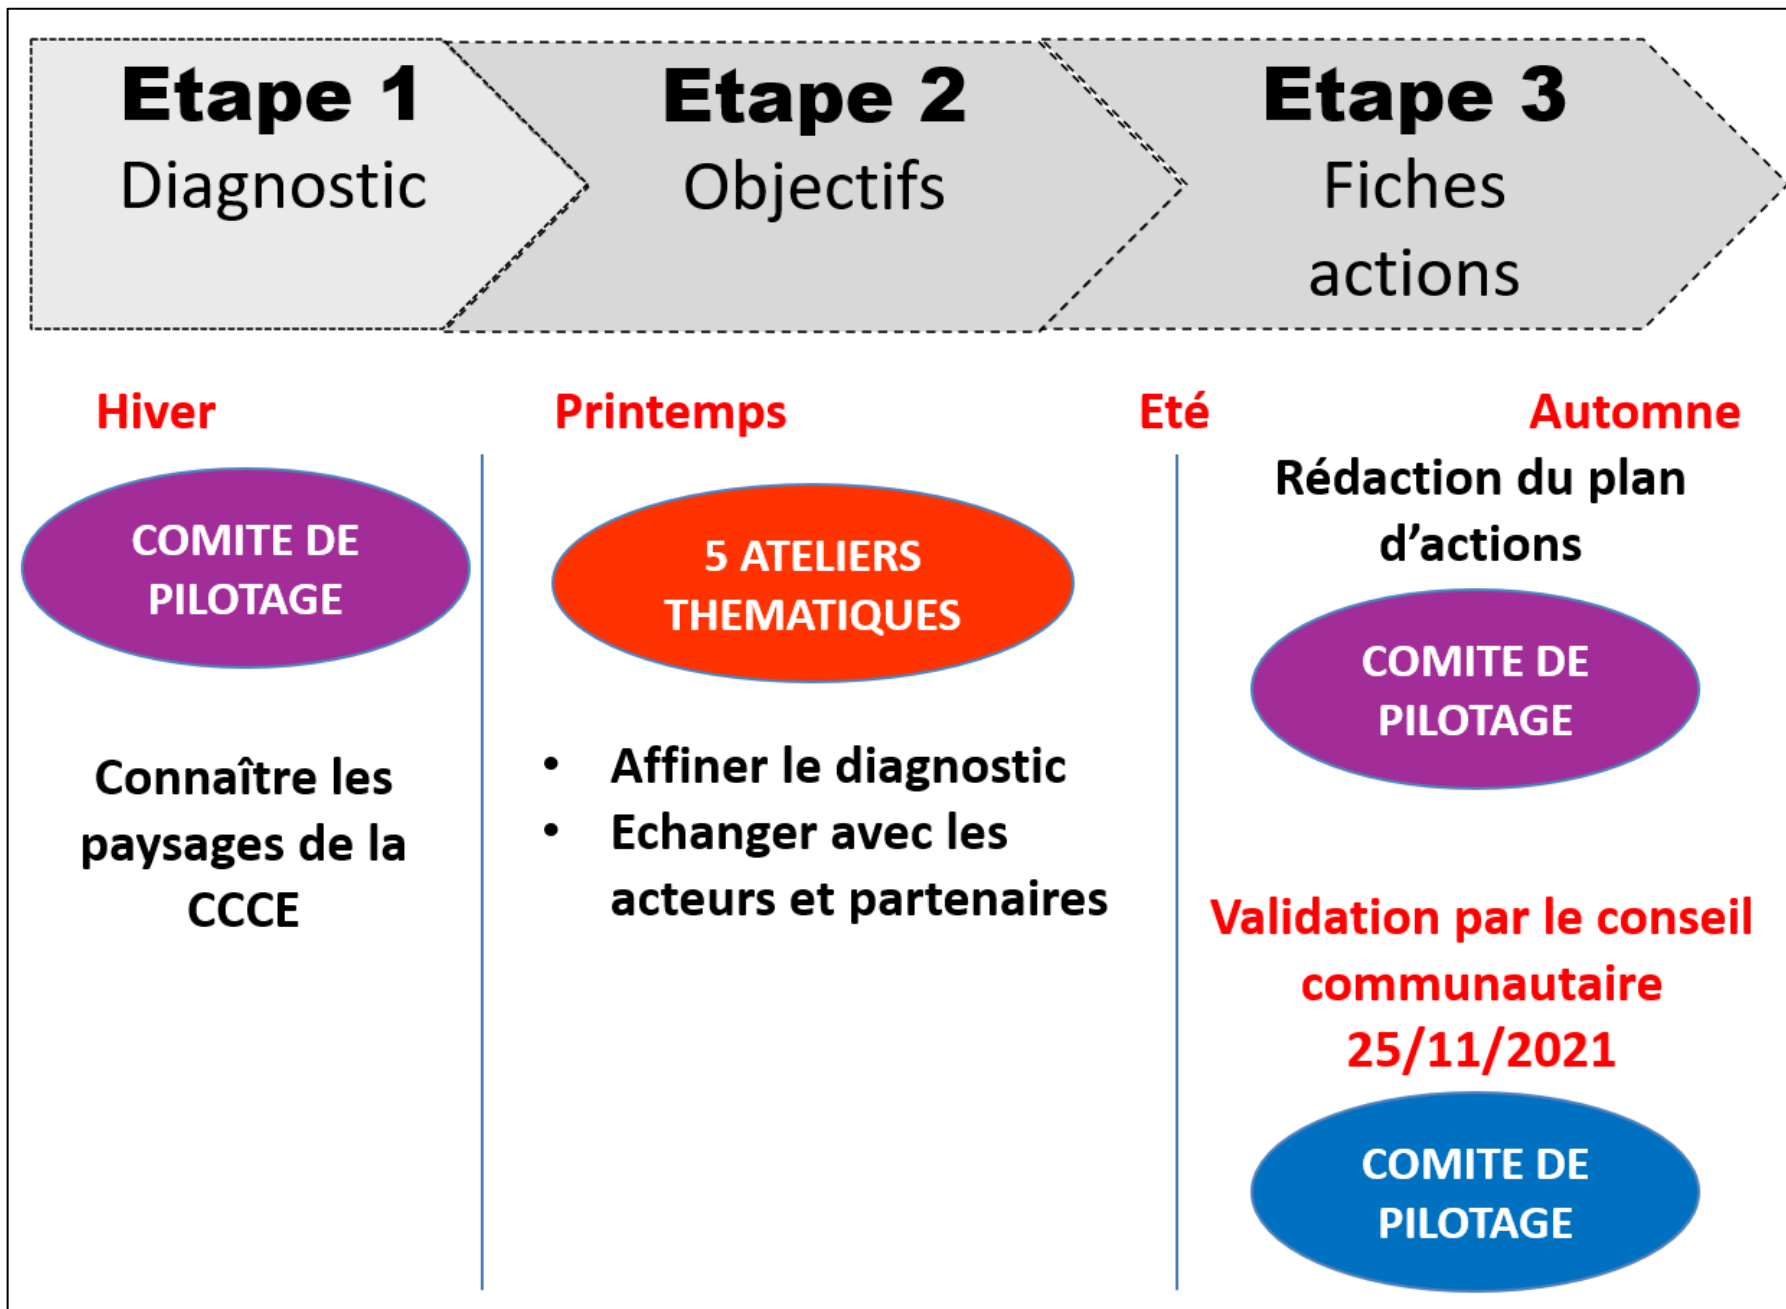 Etape 1
Diagnostic
Etape 2
Objectifs
Etape 3
Fiches
actions
Hiver
Printemps
Eté
Automne
COMITE DE
PILOTAGE
Connaître les
paysages de la
CCCE
5 ATELIERS
THEMATIQUES
• Affiner le diagnostic
• Echanger avec les
acteurs et partenaires
Rédaction du plan
d’actions
COMITE DE
PILOTAGE
Validation par le conseil
communautaire
25/11/2021
COMITE DE
PILOTAGE